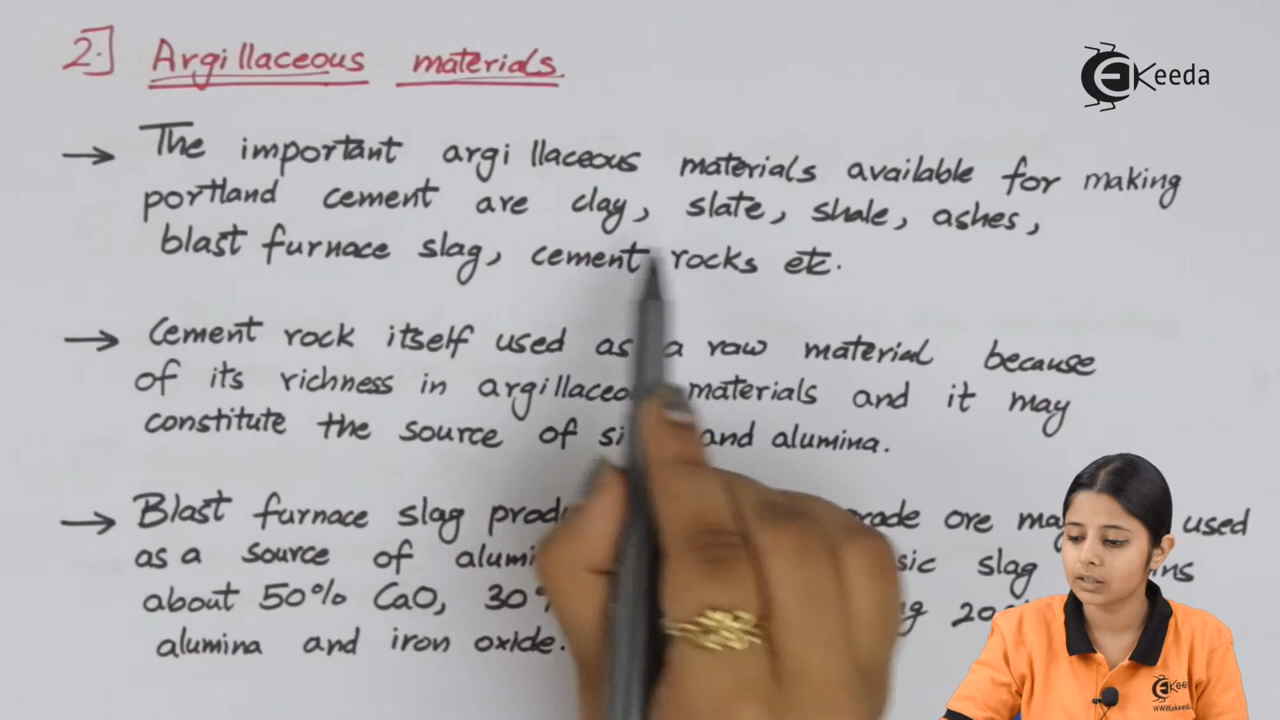 2.] Argillaceous materials
EKeeda
→ The important argillaceous materials available for making
portland cement are clay, slate, shale, ashes,
blast furnace slag, cement rocks etc.
→ Cement rock itself used as a raw material because
of its richness in argillaceo materials and it may
constitute the source of si and alumina.
→ Blast furnace slag produ rade ore may used
as a source of alumi sic slag
about 50% CaO, 30%
alumina and iron oxide.